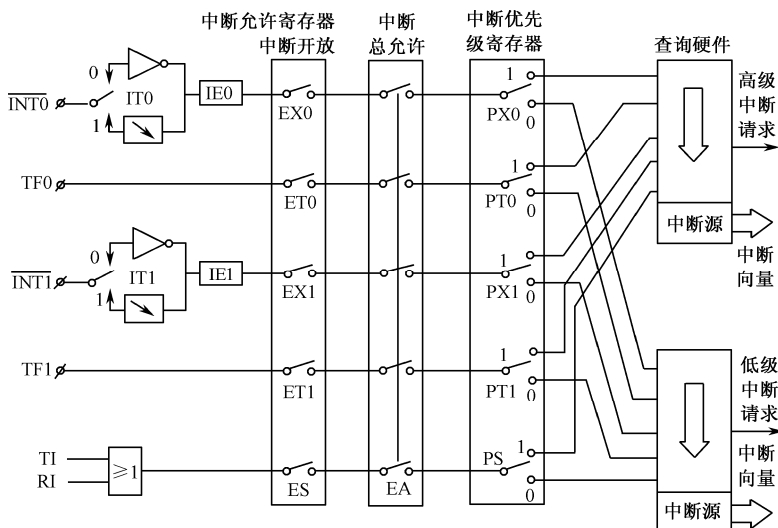 中断允许寄存器
中断开放
中断
总允许
中断优先
级寄存器
查询硬件
高级
中断
请求
0
INT0
IT0
1
IE0
EX0
1
PX0
0
TF0
ET0
1
PT0
0
中断源
中断
向量
0
INT1
IT1
1
IE1
EX1
1
PX1
0
TF1
ET1
1
PT1
0
低级
中断
请求
TI
RI
≥1
ES
EA
PS
1
0
中断
向量
中断源